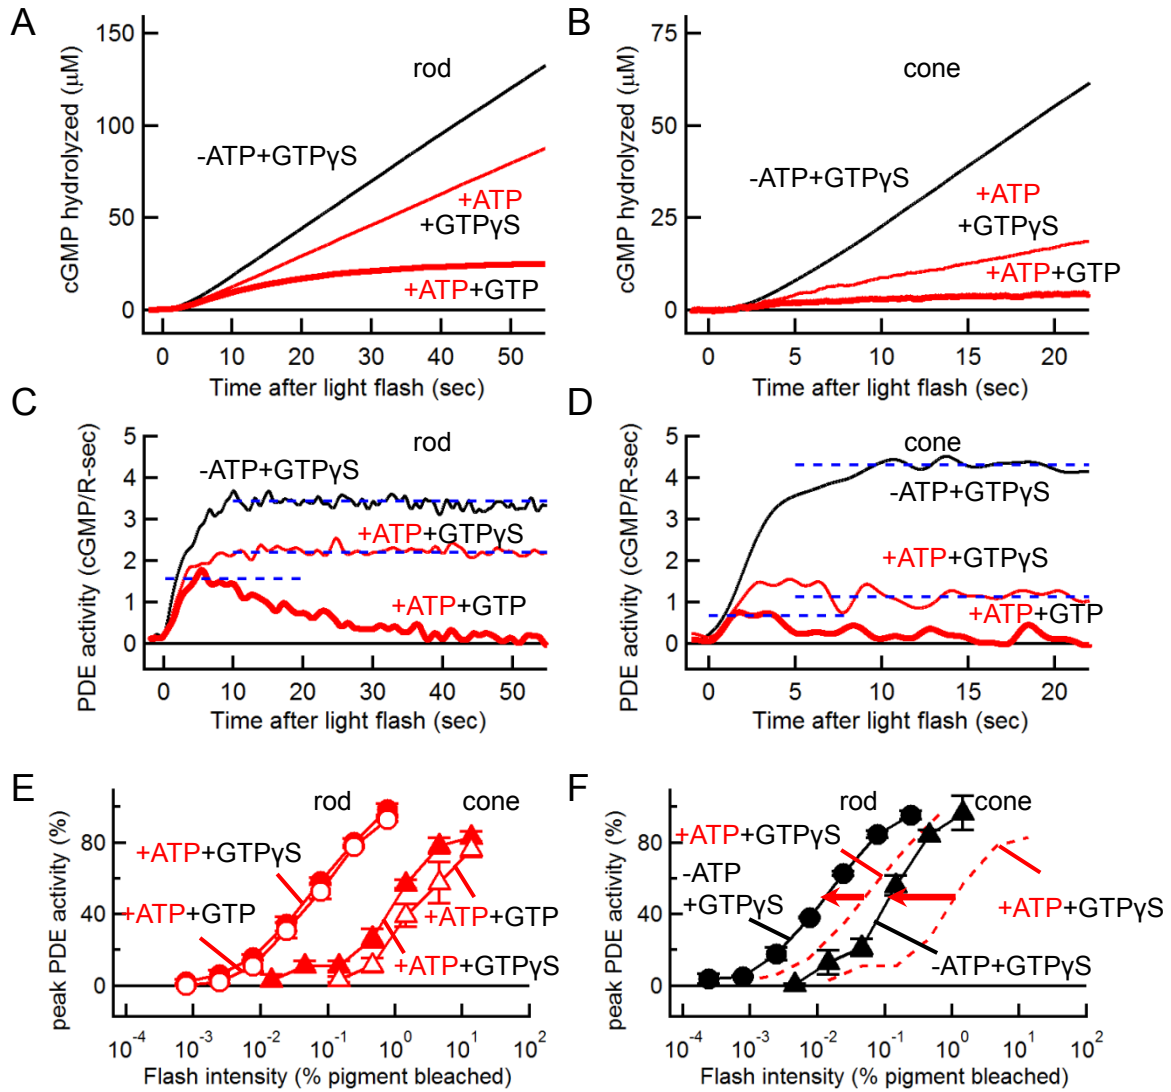 A
cGMP hydrolyzed (μM)
150
100
50
0
rod
-ATP+GTPγS
+ATP
+GTPγS
+ATP+GTP
0 10 20 30 40 50
Time after light flash (sec)
B
cGMP hydrolyzed (μM)
75
50
25
0
cone
-ATP+GTPγS
+ATP
+GTPγS
+ATP+GTP
0 5 10 15 20
Time after light flash (sec)
C
PDE activity (cGMP/R-sec)
5
4
3
2
1
0
rod
-ATP+GTPγS
+ATP+GTPγS
+ATP+GTP
0 10 20 30 40 50
Time after light flash (sec)
D
PDE activity (cGMP/R-sec)
5
4
3
2
1
0
cone
-ATP+GTPγS
+ATP+GTPγS
+ATP+GTP
0 5 10 15 20
Time after light flash (sec)
E
peak PDE activity (%)
80
40
0
rod cone
+ATP+GTPγS
+ATP+GTP
+ATP+GTP
+ATP+GTPγS
10-4 10-3 10-2 10-1 100 101 102
Flash intensity (% pigment bleached)
F
peak PDE activity (%)
80
40
0
rod cone
+ATP+GTPγS
-ATP
+GTPγS
+ATP+GTPγS
-ATP+GTPγS
10-4 10-3 10-2 10-1 100 101 102
Flash intensity (% pigment bleached)